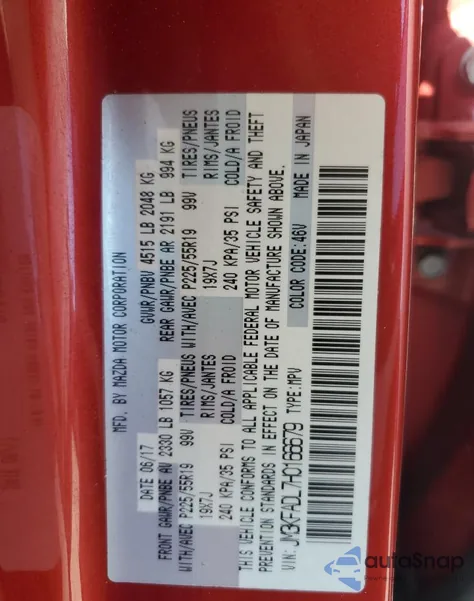 MFD. BY MAZDA MOTOR CORPORATION
DATE 06/17 GVWR/PNBV 4515 LB 2048 KG
FRONT GAWR/PNBE AV 2330 LB 1057 KG REAR GAWR/PNBE AR 2191 LB 994 KG
WITH/AVEC P225/55R19 99V TIRES/PNEUS WITH/AVEC P225/55R19 99V TIRES/PNEUS
19X7J RIMS/JANTES 19X7J RIMS/JANTES
240 KPA/35 PSI COLD/A FROID 240 KPA/35 PSI COLD/A FROID
THIS VEHICLE CONFORMS TO ALL APPLICABLE FEDERAL MOTOR VEHICLE SAFETY AND THEFT
PREVENTION STANDARDS IN EFFECT ON THE DATE OF MANUFACTURE SHOWN ABOVE.
VIN: JM3KFADL7H0166679 TYPE:MPV COLOR CODE:46V MADE IN JAPAN
autoSnap